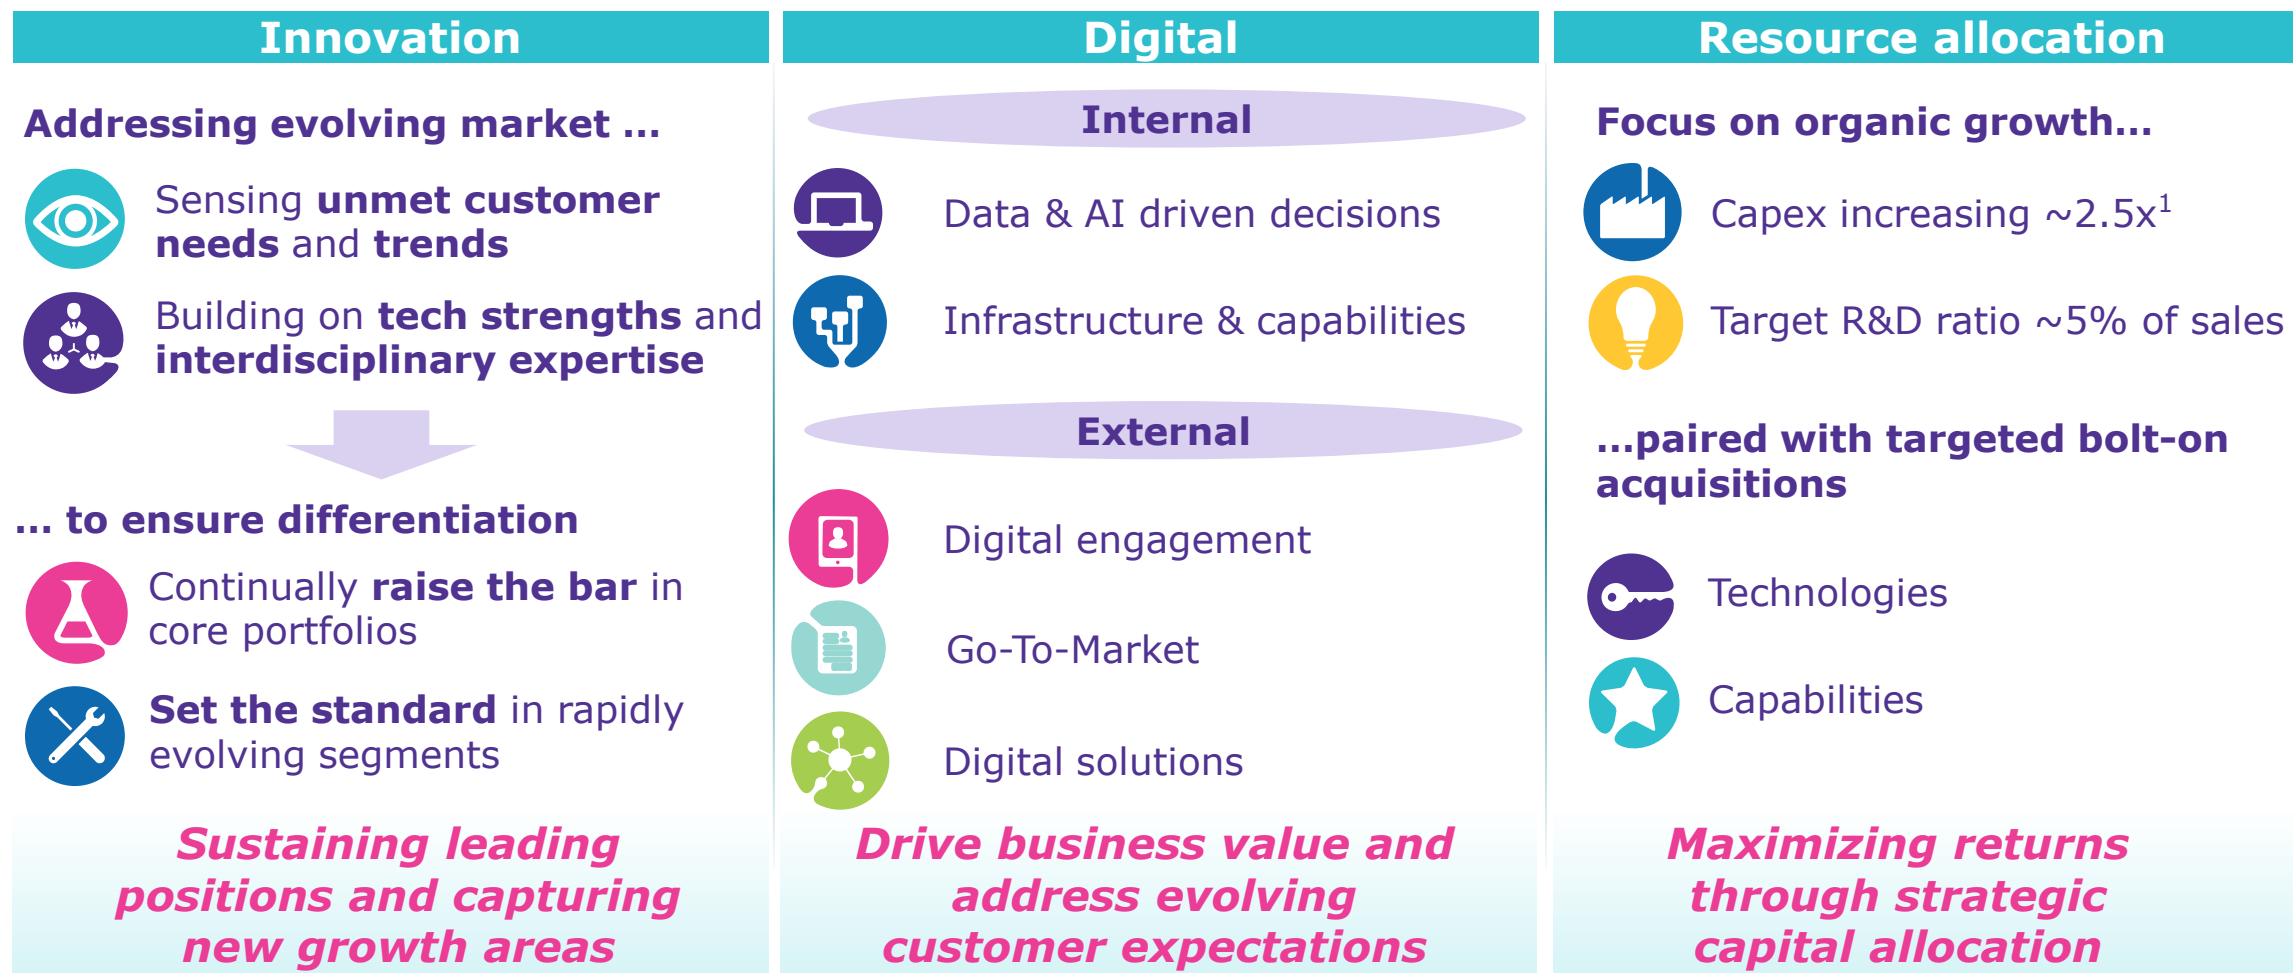 Innovation
Addressing evolving market ...
Sensing unmet customer
needs and trends
Building on tech strengths and
interdisciplinary expertise
... to ensure differentiation
Continually raise the bar in
core portfolios
Set the standard in rapidly
evolving segments
Sustaining leading
positions and capturing
new growth areas
Digital
Internal
Data & AI driven decisions
Infrastructure & capabilities
External
Digital engagement
Go-To-Market
Digital solutions
Drive business value and
address evolving
customer expectations
Resource allocation
Focus on organic growth...
Capex increasing ~2.5x¹
Target R&D ratio ~5% of sales
...paired with targeted bolt-on
acquisitions
Technologies
Capabilities
Maximizing returns
through strategic
capital allocation